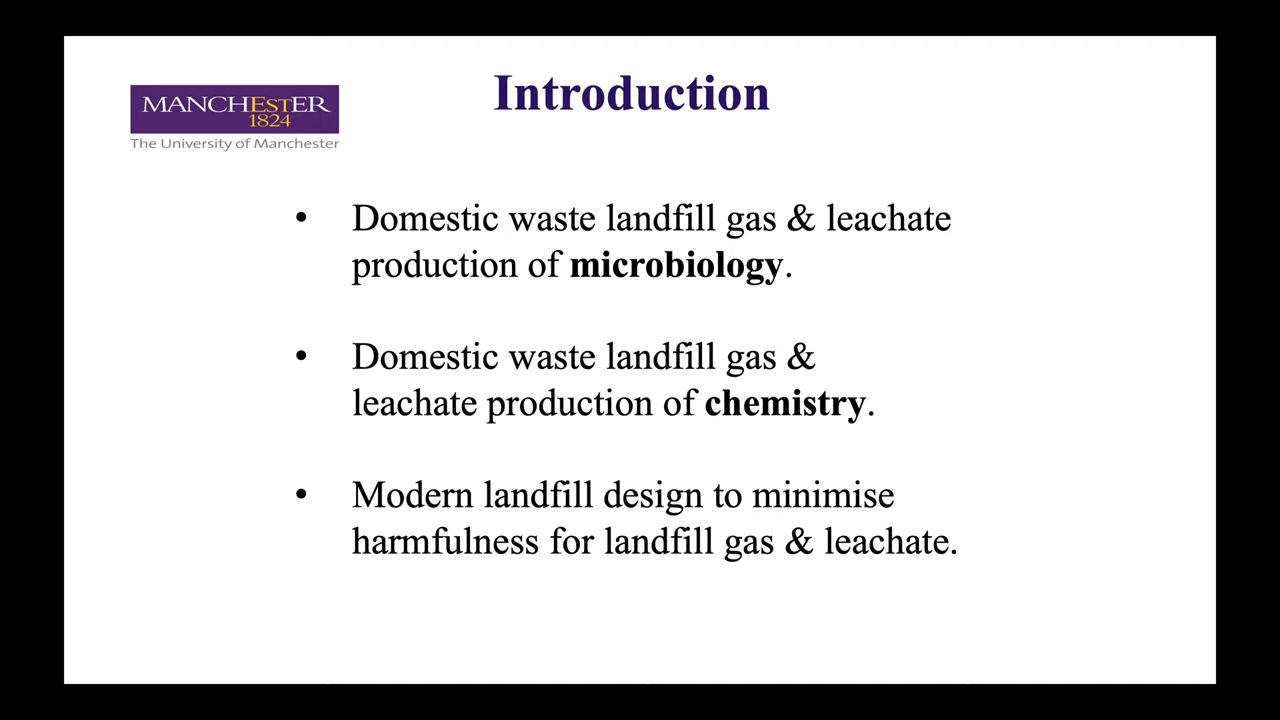 Introduction
MANCHESTER
1824
The University of Manchester
• Domestic waste landfill gas & leachate
production of microbiology.
• Domestic waste landfill gas &
leachate production of chemistry.
• Modern landfill design to minimise
harmfulness for landfill gas & leachate.